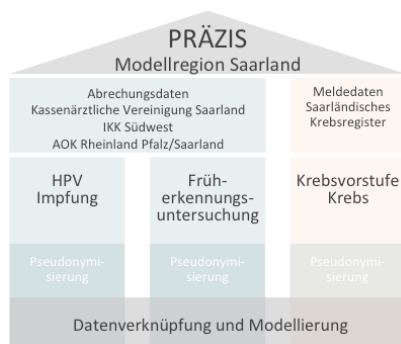 PRÄZIS
Modellregion Saarland
Abrechungsdaten
Kassenärztliche Vereinigung Saarland
IKK Südwest
AOK Rheinland Pfalz/Saarland
Meldedaten
Saarländisches
Krebsregister
HPV
Impfung
Früh-
erkennungs-
untersuchung
Krebsvorstufe
Krebs
Pseudonymi-
sierung
Pseudonymi-
sierung
Pseudonymi-
sierung
Datenverknüpfung und Modellierung